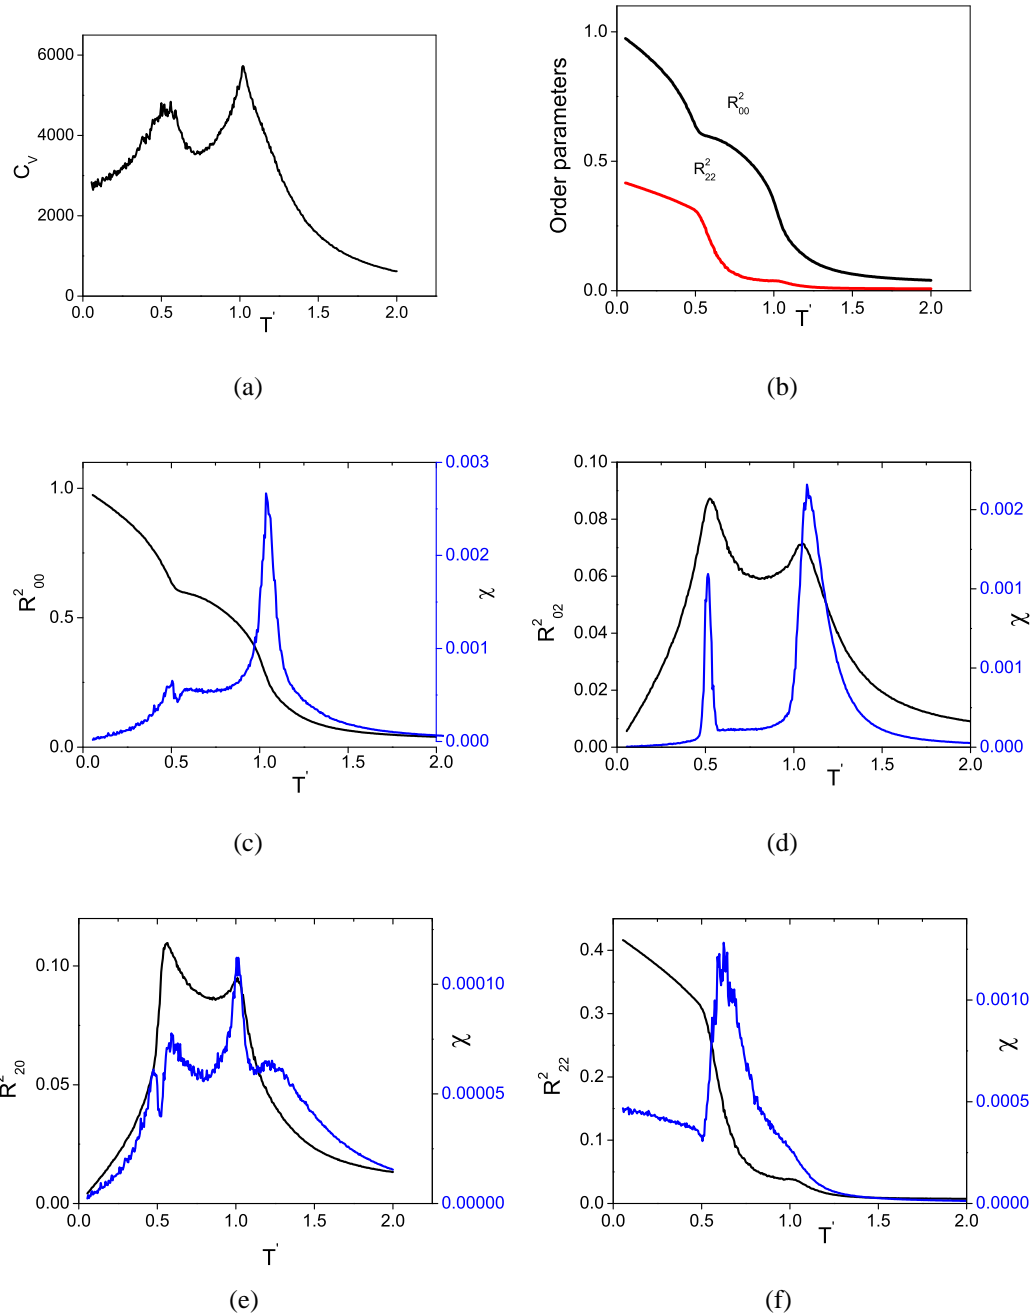 6000
4000
2000
0
C_V
0.0 0.5 1.0 1.5 2.0
T'
(a)
1.0
0.5
0.0
Order parameters
R²₀₀
R²₂₂
0.0 0.5 1.0 1.5 2.0
T'
(b)
1.0
0.5
0.0
R²₀₀
0.003
0.002
0.001
0.000
χ
0.0 0.5 1.0 1.5 2.0
T'
(c)
0.10
0.08
0.06
0.04
0.02
0.00
R²₀₂
0.002
0.001
0.001
0.000
χ
0.0 0.5 1.0 1.5 2.0
T'
(d)
0.10
0.05
0.00
R²₂₀
0.00010
0.00005
0.00000
χ
0.0 0.5 1.0 1.5 2.0
T'
(e)
0.4
0.3
0.2
0.1
0.0
R²₂₂
0.0010
0.0005
0.0000
χ
0.0 0.5 1.0 1.5 2.0
T'
(f)